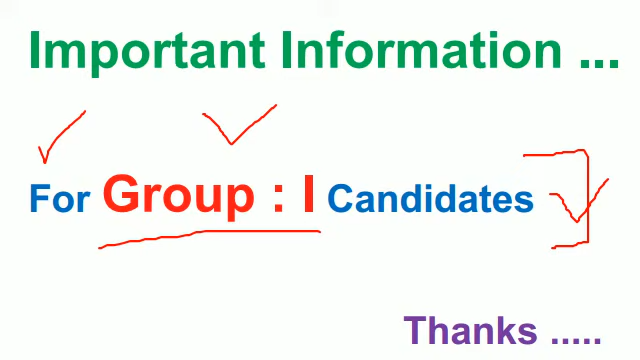 Important Information ...
For Group : I Candidates
Thanks .....